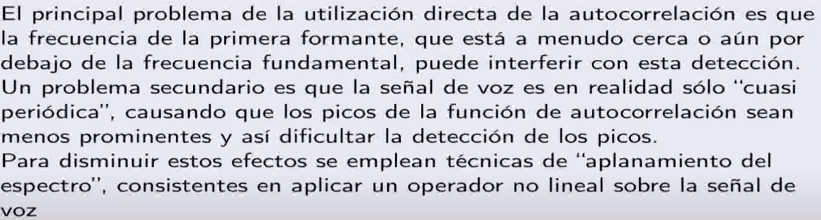 El principal problema de la utilización directa de la autocorrelación es que
la frecuencia de la primera formante, que está a menudo cerca o aún por
debajo de la frecuencia fundamental, puede interferir con esta detección.
Un problema secundario es que la señal de voz es en realidad sólo “cuasi
periódica”, causando que los picos de la función de autocorrelación sean
menos prominentes y así dificultar la detección de los picos.
Para disminuir estos efectos se emplean técnicas de “aplanamiento del
espectro”, consistentes en aplicar un operador no lineal sobre la señal de
voz